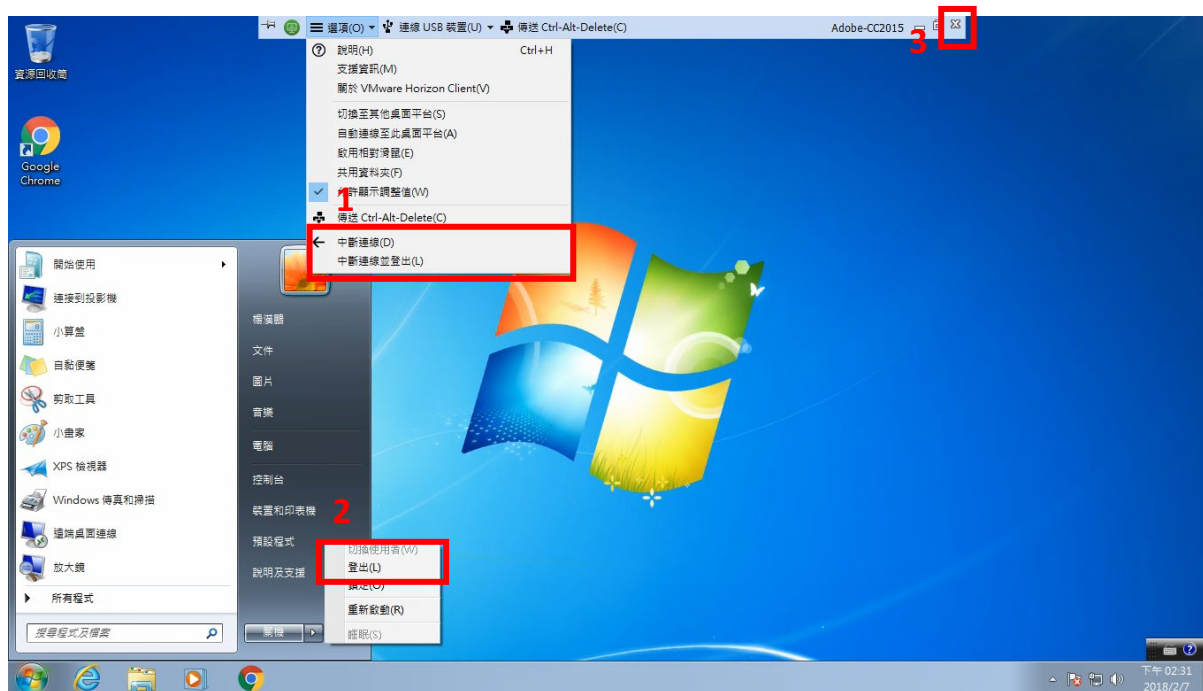 選項(O) 連線 USB 裝置(U) 傳送 Ctrl-Alt-Delete(C) Adobe-CC2015
3
資源回收筒
Google
Chrome
說明(H) Ctrl+H
支援資訊(M)
關於 VMware Horizon Client(V)
切換至其他桌面平台(S)
自動連線至此桌面平台(A)
啟用相對滑鼠(E)
共用資料夾(F)
允許顯示調整值(W)
1
傳送 Ctrl-Alt-Delete(C)
中斷連線(D)
中斷連線並登出(L)
開始使用
連接到投影機
小算盤
自黏便箋
剪取工具
小畫家
XPS 檢視器
Windows 傳真和掃描
遠端桌面連線
放大鏡
所有程式
搜尋程式及檔案
文件
圖片
音樂
電腦
控制台
裝置和印表機
預設程式
說明及支援
關機
2
切換使用者(W)
登出(L)
鎖定(O)
重新啟動(R)
睡眠(S)
下午 02:31
2018/2/7